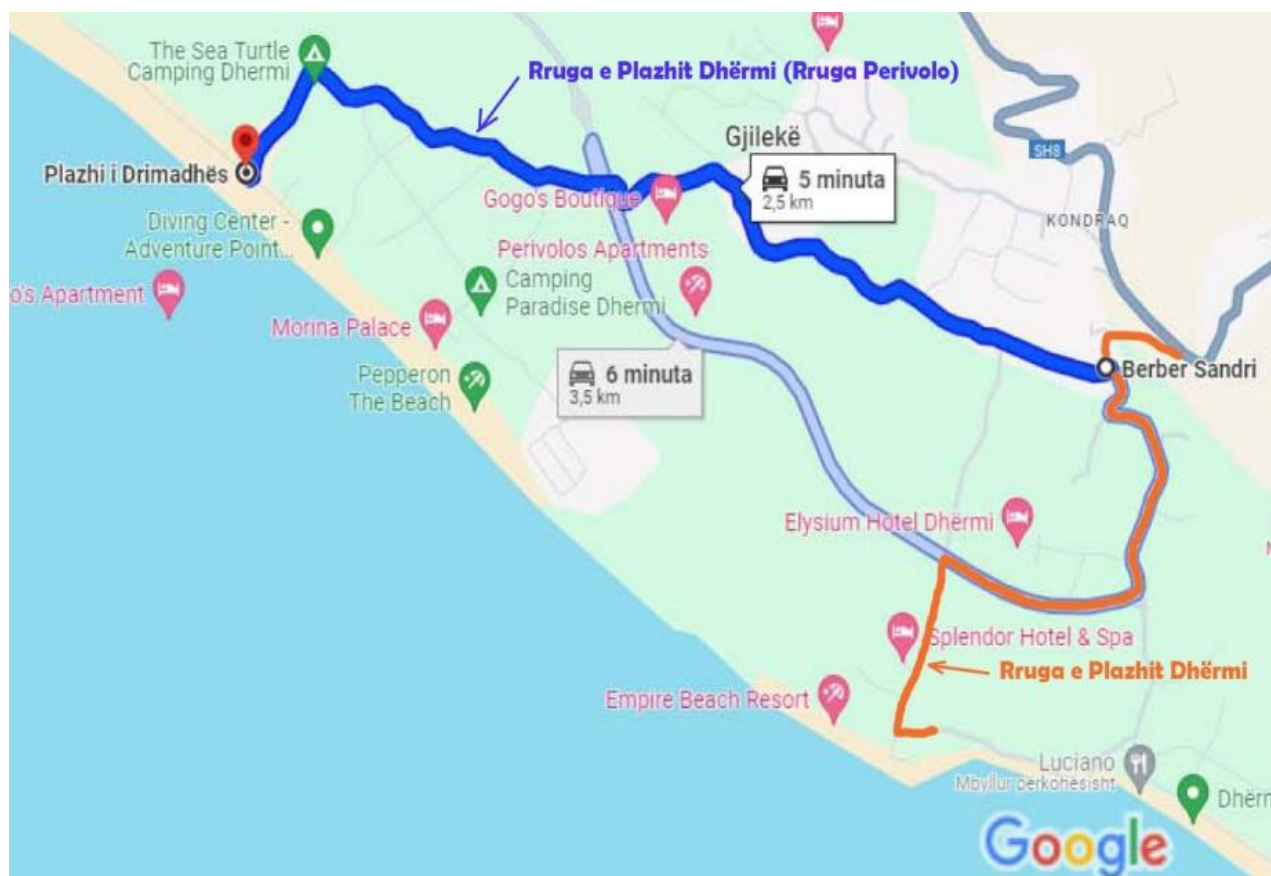 The Sea Turtle
Camping Dhermi
Rruga e Plazhit Dhërmi (Rruga Perivolo)
Gjilekë
SH8
5 minuta
2,5 km
Plazhi i Drimadhës
Gogo's Boutique
KONDRAQ
Diving Center -
Adventure Point...
Perivolos Apartments
Camping
Paradise Dhermi
o's Apartment
Morina Palace
6 minuta
3,5 km
Pepperon
The Beach
Berber Sandri
Elysium Hotel Dhërmi
Splendor Hotel & Spa
Rruga e Plazhit Dhërmi
Empire Beach Resort
Luciano
Mbyllur përkohësisht
Dhërm
Google